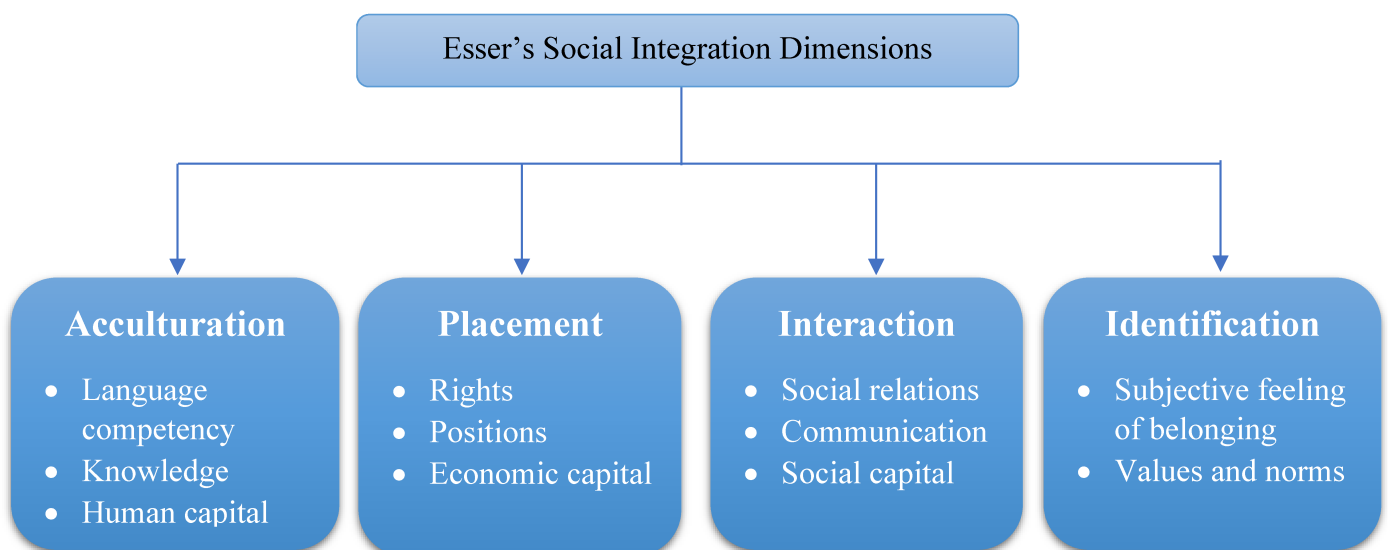 Esser’s Social Integration Dimensions
Acculturation
• Language
competency
• Knowledge
• Human capital
Placement
• Rights
• Positions
• Economic capital
Interaction
• Social relations
• Communication
• Social capital
Identification
• Subjective feeling
of belonging
• Values and norms